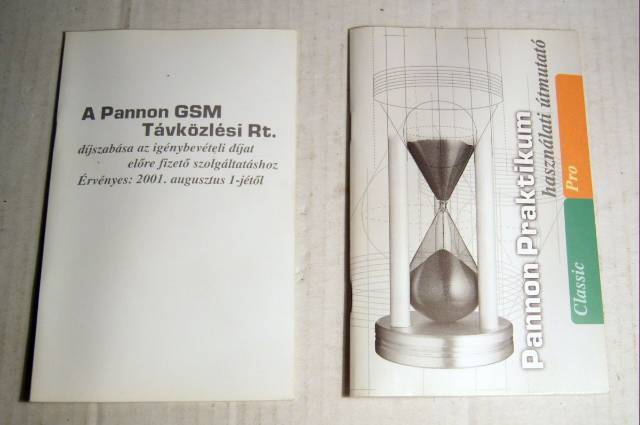 A Pannon GSM
Távközlési Rt.
díjszabása az igénybevételi díjat
előre fizető szolgáltatáshoz
Érvényes: 2001. augusztus 1-jétől
Pannon Praktikum
használati útmutató
Classic
Pro